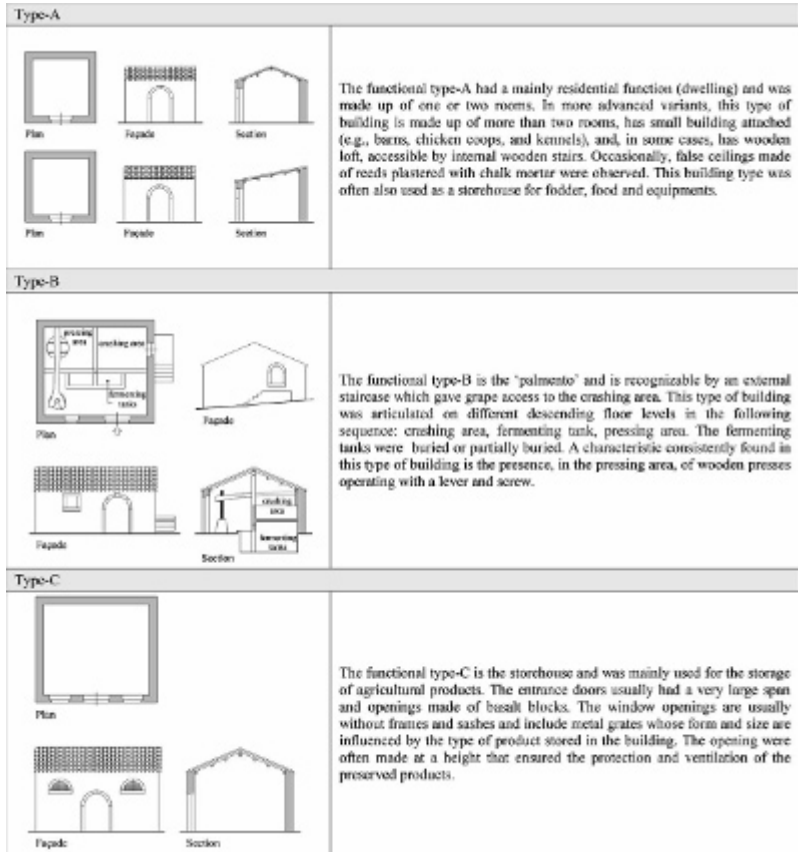 Type-A
Plan
Façade
Section
Plan
Façade
Section
The functional type-A had a mainly residential function (dwelling) and was
made up of one or two rooms. In more advanced variants, this type of
building is made up of more than two rooms, has small building attached
(e.g., barns, chicken coops, and kennels), and, in some cases, has wooden
loft, accessible by internal wooden stairs. Occasionally, false ceilings made
of reeds plastered with chalk mortar were observed. This building type was
often also used as a storehouse for fodder, food and equipments.
Type-B
pressing
area
crashing area
fermenting
tanks
Plan
Façade
Façade
crashing
area
fermenting
tanks
Section
The functional type-B is the ‘palmento’ and is recognizable by an external
staircase which gave grape access to the crashing area. This type of building
was articulated on different descending floor levels in the following
sequence: crashing area, fermenting tank, pressing area. The fermenting
tanks were buried or partially buried. A characteristic consistently found in
this type of building is the presence, in the pressing area, of wooden presses
operating with a lever and screw.
Type-C
Plan
Façade
Section
The functional type-C is the storehouse and was mainly used for the storage
of agricultural products. The entrance doors usually had a very large span
and openings made of basalt blocks. The window openings are usually
without frames and sashes and include metal grates whose form and size are
influenced by the type of product stored in the building. The opening were
often made at a height that ensured the protection and ventilation of the
preserved products.